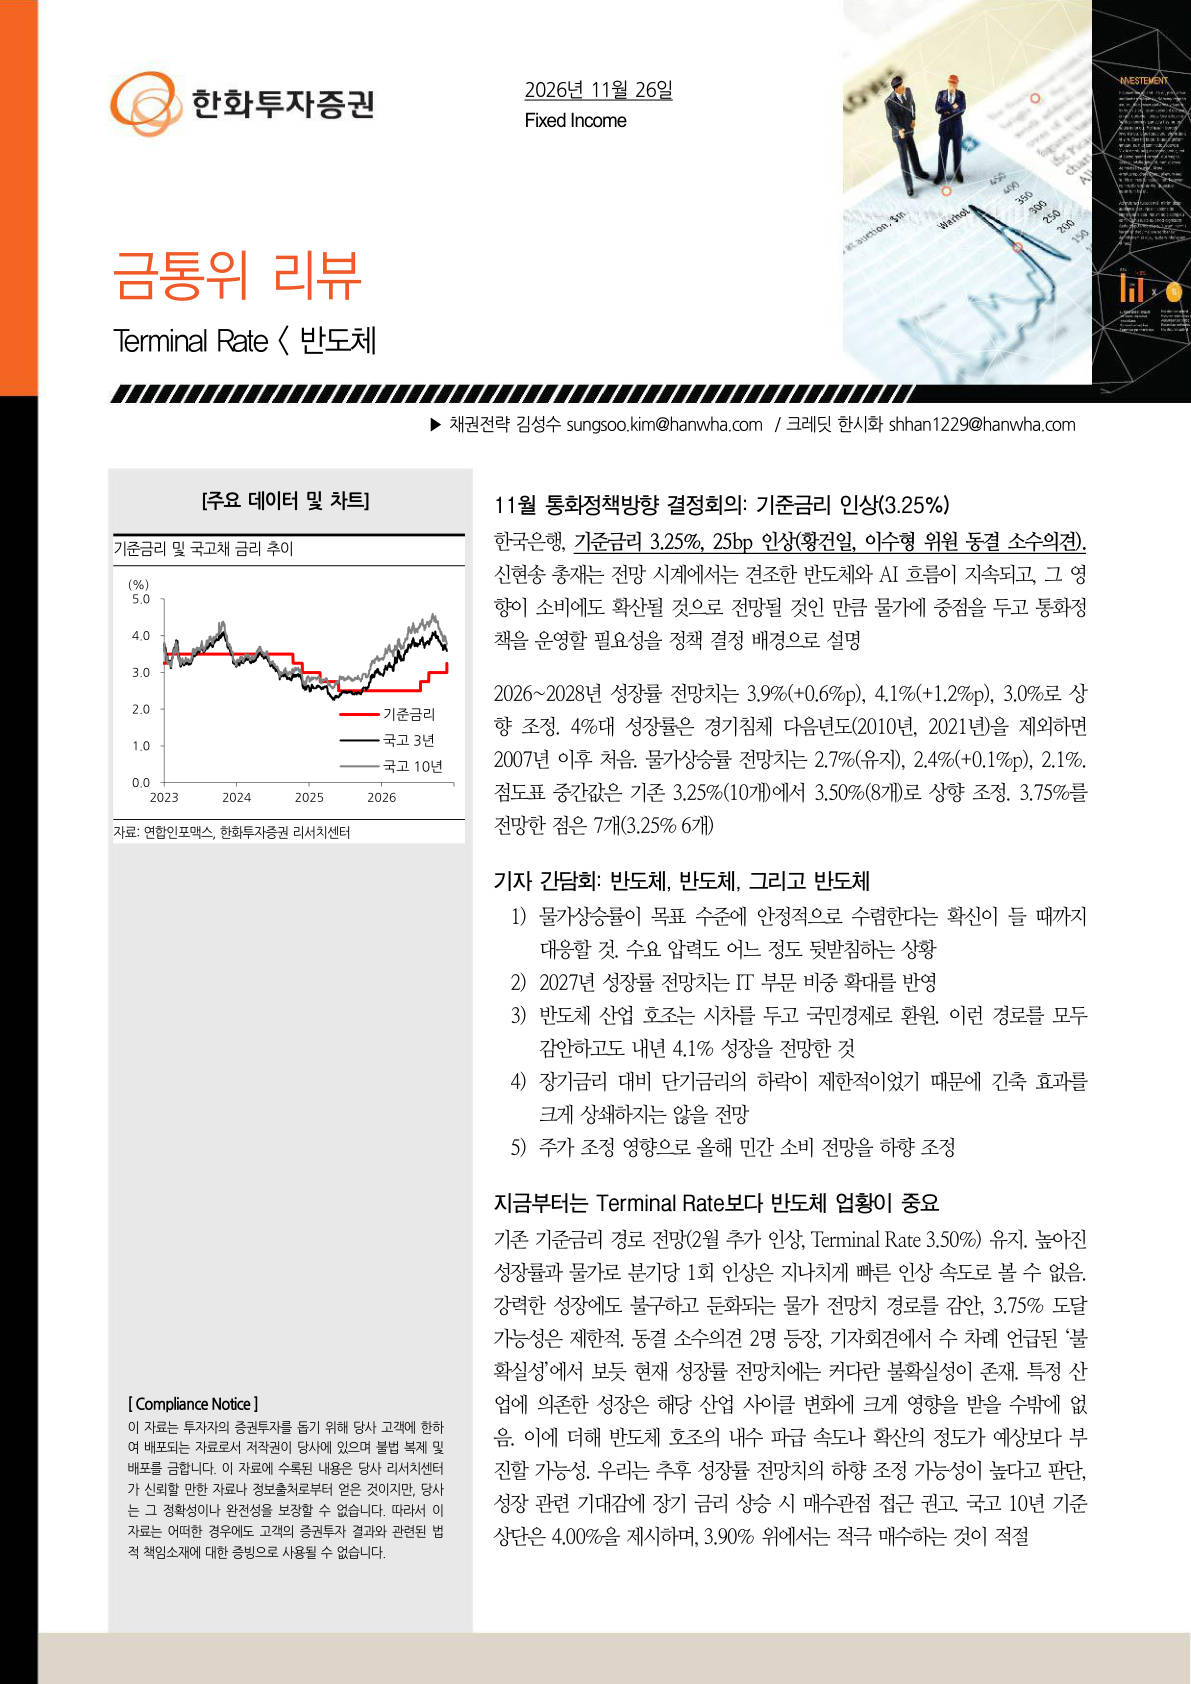 한화투자증권
2026년 11월 26일
Fixed Income
INVESTEMENT
Warhol
450
400
350
300
250
200
150
금통위 리뷰
Terminal Rate < 반도체
▶ 채권전략 김성수 sungsoo.kim@hanwha.com / 크레딧 한시화 shhan1229@hanwha.com
[주요 데이터 및 차트]
기준금리 및 국고채 금리 추이
(%)
5.0
4.0
3.0
2.0
1.0
0.0
2023 2024 2025 2026
기준금리
국고 3년
국고 10년
자료: 연합인포맥스, 한화투자증권 리서치센터
[ Compliance Notice ]
이 자료는 투자자의 증권투자를 돕기 위해 당사 고객에 한하
여 배포되는 자료로서 저작권이 당사에 있으며 불법 복제 및
배포를 금합니다. 이 자료에 수록된 내용은 당사 리서치센터
가 신뢰할 만한 자료나 정보출처로부터 얻은 것이지만, 당사
는 그 정확성이나 완전성을 보장할 수 없습니다. 따라서 이
자료는 어떠한 경우에도 고객의 증권투자 결과와 관련된 법
적 책임소재에 대한 증빙으로 사용될 수 없습니다.
11월 통화정책방향 결정회의: 기준금리 인상(3.25%)
한국은행, 기준금리 3.25%, 25bp 인상(황건일, 이수형 위원 동결 소수의견).
신현송 총재는 전망 시계에서는 견조한 반도체와 AI 흐름이 지속되고, 그 영
향이 소비에도 확산될 것으로 전망될 것인 만큼 물가에 중점을 두고 통화정
책을 운영할 필요성을 정책 결정 배경으로 설명
2026~2028년 성장률 전망치는 3.9%(+0.6%p), 4.1%(+1.2%p), 3.0%로 상
향 조정. 4%대 성장률은 경기침체 다음년도(2010년, 2021년)을 제외하면
2007년 이후 처음. 물가상승률 전망치는 2.7%(유지), 2.4%(+0.1%p), 2.1%.
점도표 중간값은 기존 3.25%(10개)에서 3.50%(8개)로 상향 조정. 3.75%를
전망한 점은 7개(3.25% 6개)
기자 간담회: 반도체, 반도체, 그리고 반도체
1) 물가상승률이 목표 수준에 안정적으로 수렴한다는 확신이 들 때까지
대응할 것. 수요 압력도 어느 정도 뒷받침하는 상황
2) 2027년 성장률 전망치는 IT 부문 비중 확대를 반영
3) 반도체 산업 호조는 시차를 두고 국민경제로 환원. 이런 경로를 모두
감안하고도 내년 4.1% 성장을 전망한 것
4) 장기금리 대비 단기금리의 하락이 제한적이었기 때문에 긴축 효과를
크게 상쇄하지는 않을 전망
5) 주가 조정 영향으로 올해 민간 소비 전망을 하향 조정
지금부터는 Terminal Rate보다 반도체 업황이 중요
기존 기준금리 경로 전망(2월 추가 인상, Terminal Rate 3.50%) 유지. 높아진
성장률과 물가로 분기당 1회 인상은 지나치게 빠른 인상 속도로 볼 수 없음.
강력한 성장에도 불구하고 둔화되는 물가 전망치 경로를 감안, 3.75% 도달
가능성은 제한적. 동결 소수의견 2명 등장, 기자회견에서 수 차례 언급된 ‘불
확실성’에서 보듯 현재 성장률 전망치에는 커다란 불확실성이 존재. 특정 산
업에 의존한 성장은 해당 산업 사이클 변화에 크게 영향을 받을 수밖에 없
음. 이에 더해 반도체 호조의 내수 파급 속도나 확산의 정도가 예상보다 부
진할 가능성. 우리는 추후 성장률 전망치의 하향 조정 가능성이 높다고 판단,
성장 관련 기대감에 장기 금리 상승 시 매수관점 접근 권고. 국고 10년 기준
상단은 4.00%을 제시하며, 3.90% 위에서는 적극 매수하는 것이 적절